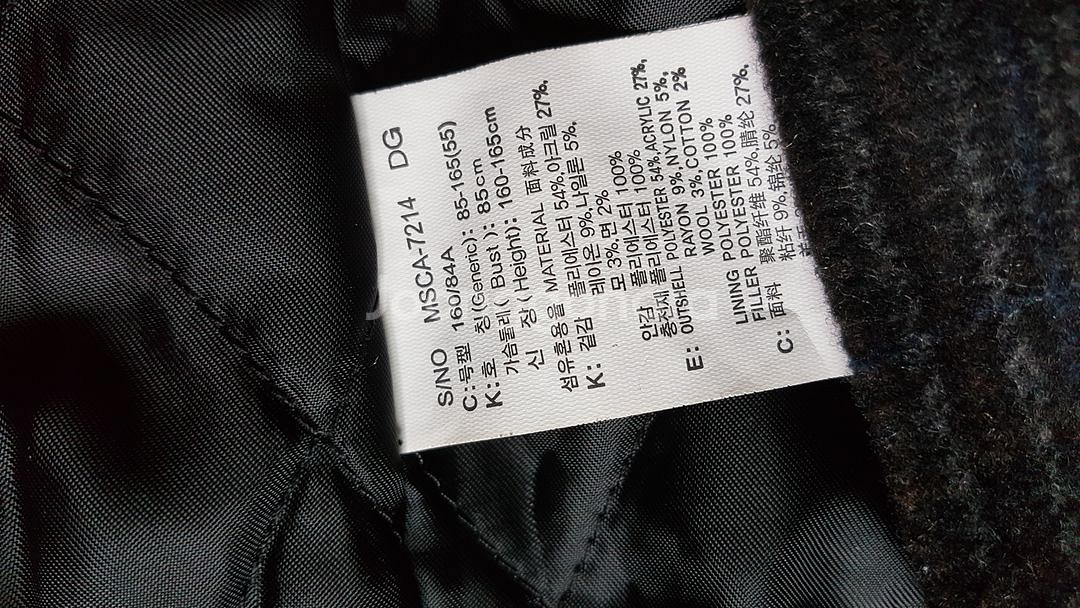 S/NO MSCA-7214 DG
C:号型 160/84A
K:호 칭(Generic): 85-165(55)
가슴둘레( Bust ): 85cm
신 장(Height): 160-165cm
섬유혼용율 MATERIAL 面料成分
K: 겉감 폴리에스터 54%,아크릴 27%,
레이온 9%,나일론 5%,
모 3%,면 2%
안감 폴리에스터 100%
충전재 폴리에스터 100%
E: OUTSHELL POLYESTER 54%,ACRYLIC 27%,
RAYON 9%,NYLON 5%,
WOOL 3%,COTTON 2%
LINING POLYESTER 100%
FILLER POLYESTER 100%
C: 面料 聚酯纤维 54%,腈纶 27%,
粘纤 9%,锦纶 5%